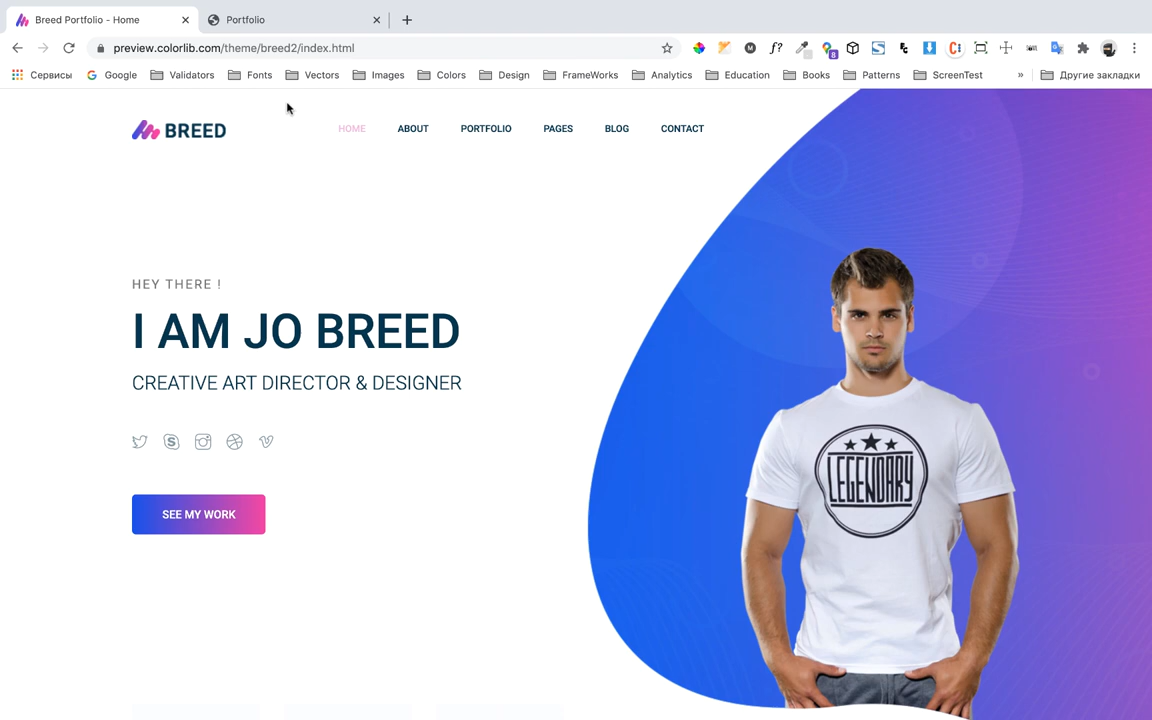 Breed Portfolio - Home
Portfolio
preview.colorlib.com/theme/breed2/index.html
Сервисы
Google
Validators
Fonts
Vectors
Images
Colors
Design
FrameWorks
Analytics
Education
Books
Patterns
ScreenTest
»
Другие закладки
BREED
HOME
ABOUT
PORTFOLIO
PAGES
BLOG
CONTACT
HEY THERE !
I AM JO BREED
CREATIVE ART DIRECTOR & DESIGNER
SEE MY WORK
LEGENDARY